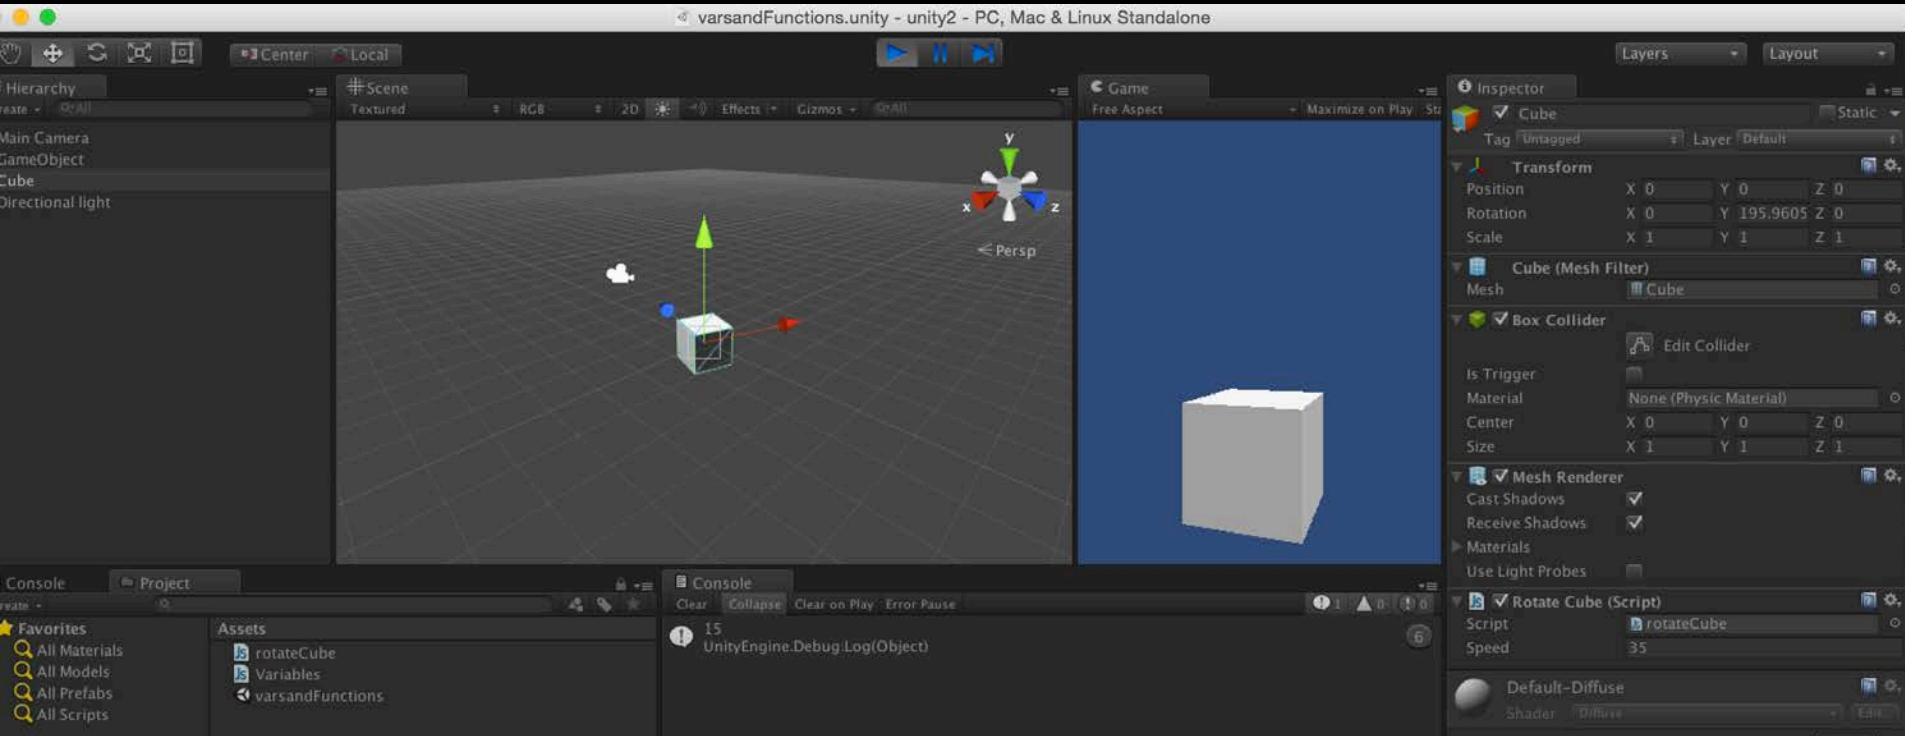 varsandFunctions.unity - unity2 - PC, Mac & Linux Standalone
Center Local
Layers Layout
Hierarchy
reate All
Main Camera
GameObject
Cube
Directional light
Scene
Textured RGB 2D Effects Gizmos All
y
x z
Persp
Game
Free Aspect Maximize on Play Sta
Inspector
Cube Static
Tag Untagged Layer Default
Transform
Position X 0 Y 0 Z 0
Rotation X 0 Y 195.9605 Z 0
Scale X 1 Y 1 Z 1
Cube (Mesh Filter)
Mesh Cube
Box Collider
Edit Collider
Is Trigger
Material None (Physic Material)
Center X 0 Y 0 Z 0
Size X 1 Y 1 Z 1
Mesh Renderer
Cast Shadows
Receive Shadows
Materials
Use Light Probes
Rotate Cube (Script)
Script rotateCube
Speed 35
Default-Diffuse
Shader Diffuse Edit...
Console Project
reate
Favorites
All Materials
All Models
All Prefabs
All Scripts
Assets
rotateCube
Variables
varsandFunctions
Console
Clear Collapse Clear on Play Error Pause 1 0 0
15
UnityEngine.Debug:Log(Object) 6